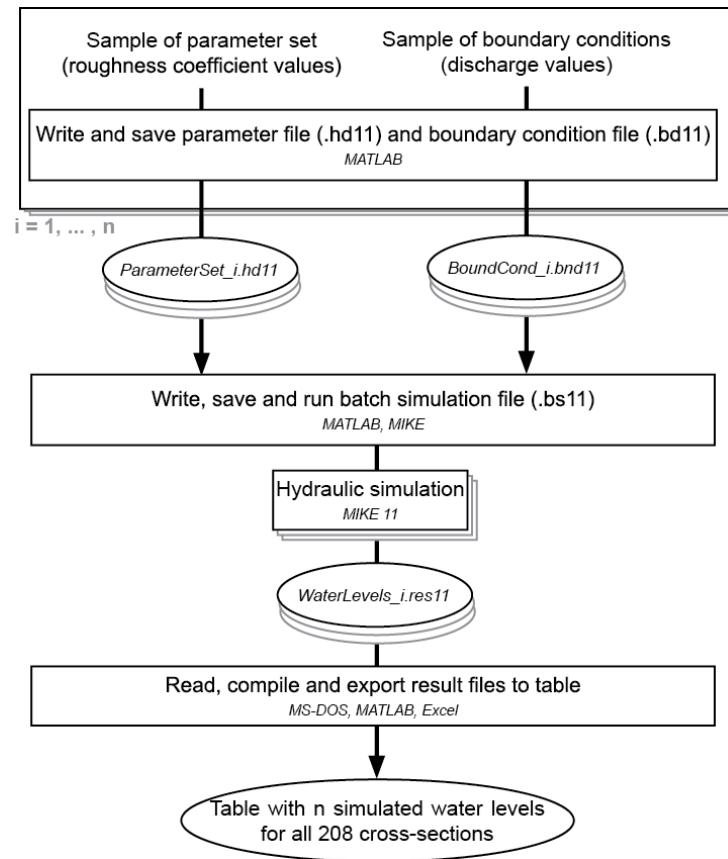 Sample of parameter set
(roughness coefficient values)
Sample of boundary conditions
(discharge values)
Write and save parameter file (.hd11) and boundary condition file (.bd11)
MATLAB
i = 1, ... , n
ParameterSet_i.hd11
BoundCond_i.bnd11
Write, save and run batch simulation file (.bs11)
MATLAB, MIKE
Hydraulic simulation
MIKE 11
WaterLevels_i.res11
Read, compile and export result files to table
MS-DOS, MATLAB, Excel
Table with n simulated water levels
for all 208 cross-sections